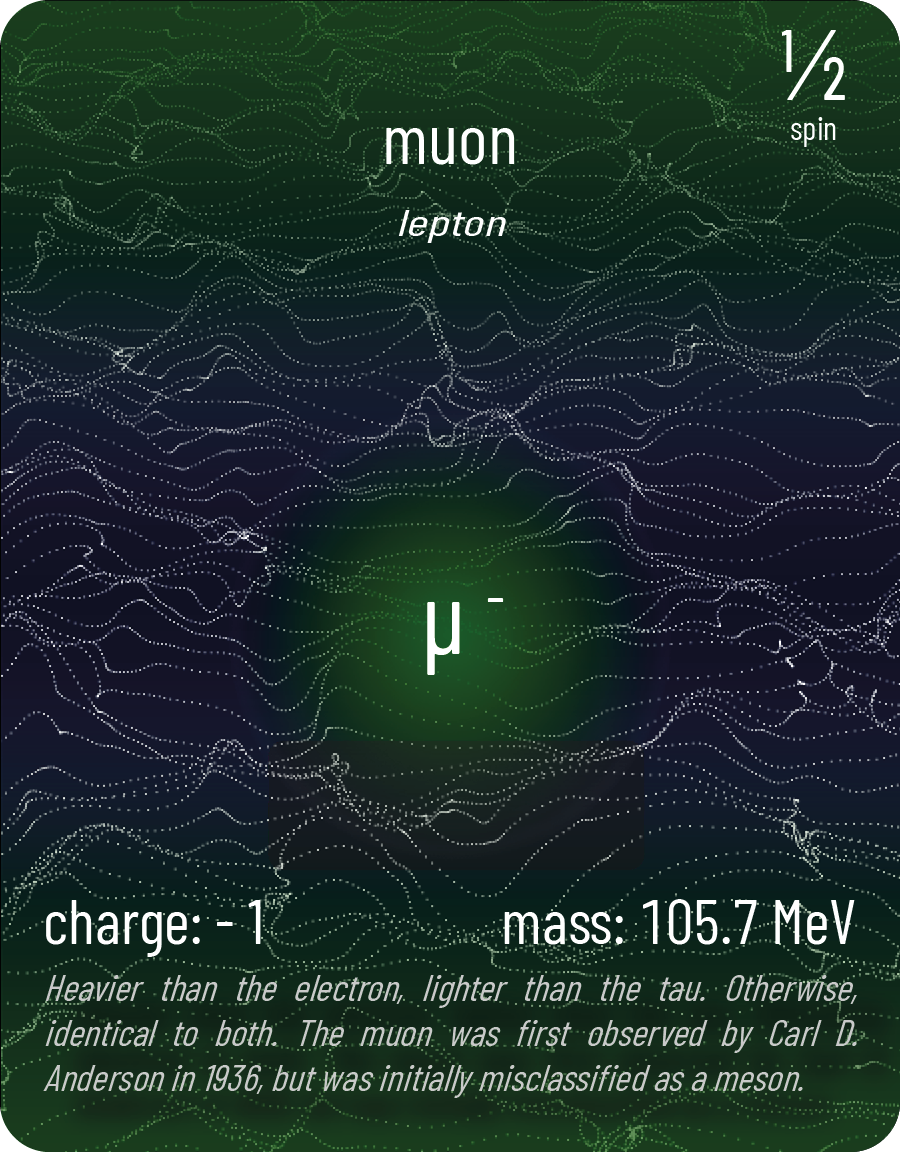 1/2
spin
muon
lepton
μ -
charge: - 1
mass: 105.7 MeV
Heavier than the electron, lighter than the tau. Otherwise,
identical to both. The muon was first observed by Carl D.
Anderson in 1936, but was initially misclassified as a meson.